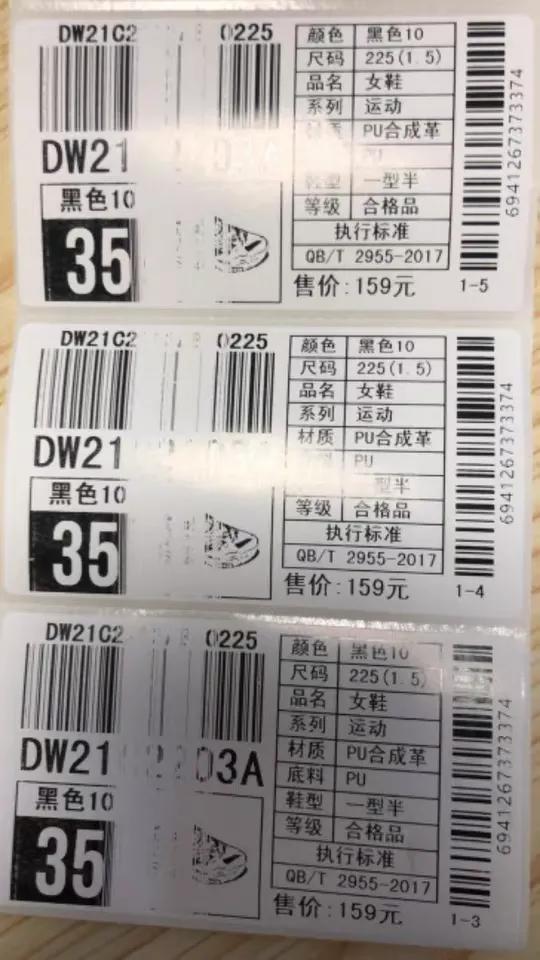 DW21C2 0225
DW21
黑色10
35
颜色 黑色10
尺码 225(1.5)
品名 女鞋
系列 运动
材质 PU合成革
PU
鞋型 一型半
等级 合格品
执行标准
QB/T 2955-2017
售价:159元
6941267373374
1-5
DW21C2 0225
DW21
黑色10
35
颜色 黑色10
尺码 225(1.5)
品名 女鞋
系列 运动
材质 PU合成革
PU
型半
等级 合格品
执行标准
QB/T 2955-2017
售价:159元
6941267373374
1-4
DW21C2 0225
DW21 03A
黑色10
35
颜色 黑色10
尺码 225(1.5)
品名 女鞋
系列 运动
材质 PU合成革
底料 PU
鞋型 一型半
等级 合格品
执行标准
QB/T 2955-2017
售价:159元
6941267373374
1-3